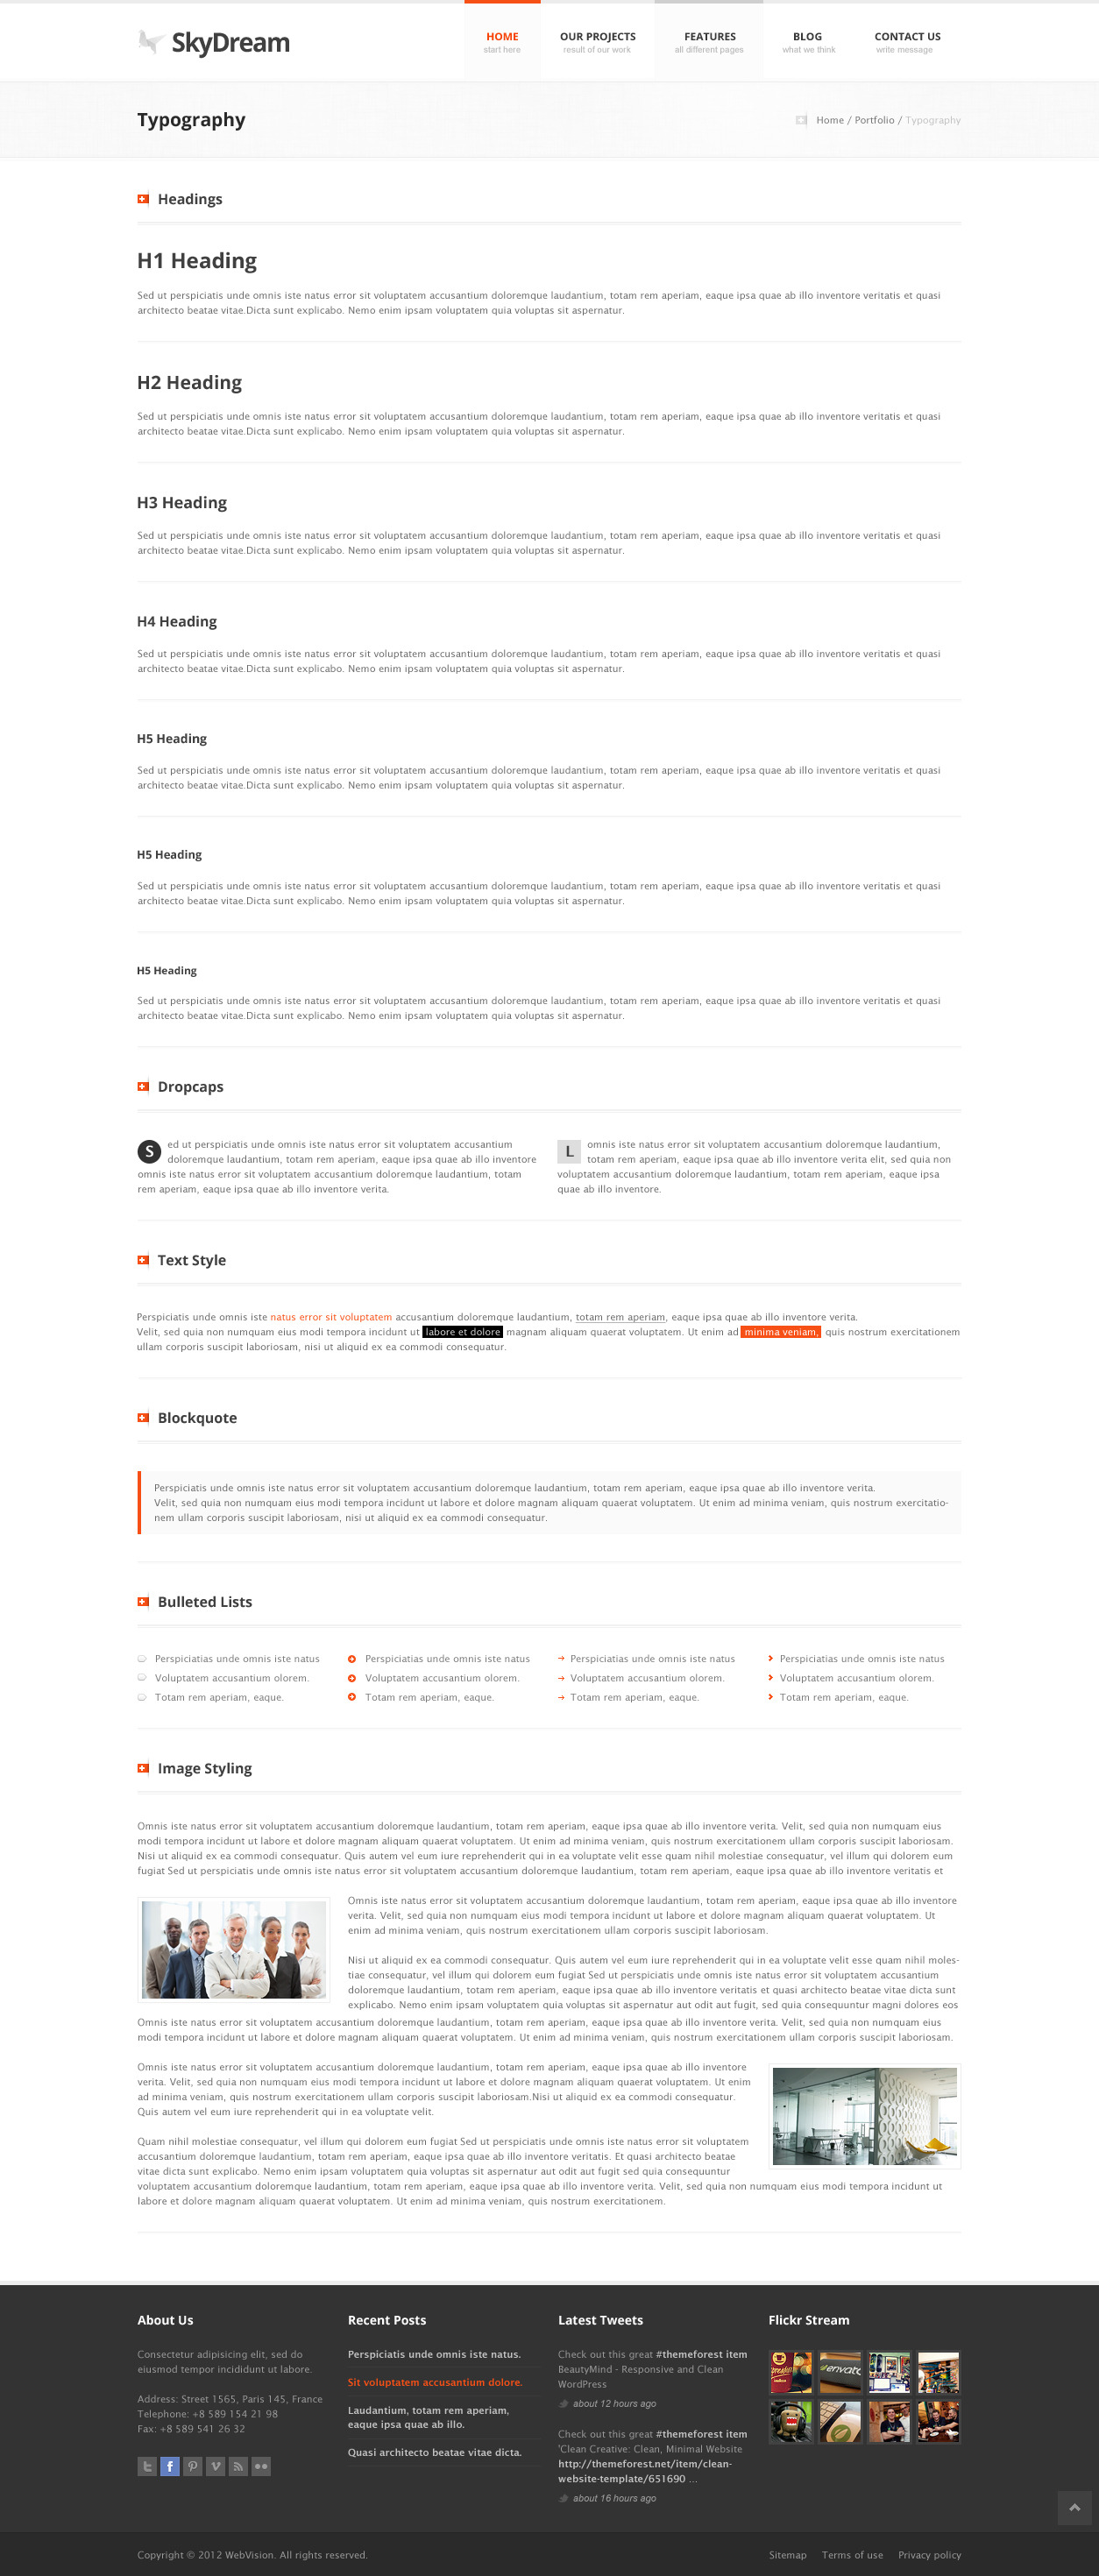 SkyDream
HOME
start here
OUR PROJECTS
result of our work
FEATURES
all different pages
BLOG
what we think
CONTACT US
write message
Typography
Home / Portfolio / Typography
Headings
H1 Heading
Sed ut perspiciatis unde omnis iste natus error sit voluptatem accusantium doloremque laudantium, totam rem aperiam, eaque ipsa quae ab illo inventore veritatis et quasi
architecto beatae vitae.Dicta sunt explicabo. Nemo enim ipsam voluptatem quia voluptas sit aspernatur.
H2 Heading
Sed ut perspiciatis unde omnis iste natus error sit voluptatem accusantium doloremque laudantium, totam rem aperiam, eaque ipsa quae ab illo inventore veritatis et quasi
architecto beatae vitae.Dicta sunt explicabo. Nemo enim ipsam voluptatem quia voluptas sit aspernatur.
H3 Heading
Sed ut perspiciatis unde omnis iste natus error sit voluptatem accusantium doloremque laudantium, totam rem aperiam, eaque ipsa quae ab illo inventore veritatis et quasi
architecto beatae vitae.Dicta sunt explicabo. Nemo enim ipsam voluptatem quia voluptas sit aspernatur.
H4 Heading
Sed ut perspiciatis unde omnis iste natus error sit voluptatem accusantium doloremque laudantium, totam rem aperiam, eaque ipsa quae ab illo inventore veritatis et quasi
architecto beatae vitae.Dicta sunt explicabo. Nemo enim ipsam voluptatem quia voluptas sit aspernatur.
H5 Heading
Sed ut perspiciatis unde omnis iste natus error sit voluptatem accusantium doloremque laudantium, totam rem aperiam, eaque ipsa quae ab illo inventore veritatis et quasi
architecto beatae vitae.Dicta sunt explicabo. Nemo enim ipsam voluptatem quia voluptas sit aspernatur.
H5 Heading
Sed ut perspiciatis unde omnis iste natus error sit voluptatem accusantium doloremque laudantium, totam rem aperiam, eaque ipsa quae ab illo inventore veritatis et quasi
architecto beatae vitae.Dicta sunt explicabo. Nemo enim ipsam voluptatem quia voluptas sit aspernatur.
H5 Heading
Sed ut perspiciatis unde omnis iste natus error sit voluptatem accusantium doloremque laudantium, totam rem aperiam, eaque ipsa quae ab illo inventore veritatis et quasi
architecto beatae vitae.Dicta sunt explicabo. Nemo enim ipsam voluptatem quia voluptas sit aspernatur.
Dropcaps
S ed ut perspiciatis unde omnis iste natus error sit voluptatem accusantium
doloremque laudantium, totam rem aperiam, eaque ipsa quae ab illo inventore
omnis iste natus error sit voluptatem accusantium doloremque laudantium, totam
rem aperiam, eaque ipsa quae ab illo inventore verita.
L omnis iste natus error sit voluptatem accusantium doloremque laudantium,
totam rem aperiam, eaque ipsa quae ab illo inventore verita elit, sed quia non
voluptatem accusantium doloremque laudantium, totam rem aperiam, eaque ipsa
quae ab illo inventore.
Text Style
Perspiciatis unde omnis iste natus error sit voluptatem accusantium doloremque laudantium, totam rem aperiam, eaque ipsa quae ab illo inventore verita.
Velit, sed quia non numquam eius modi tempora incidunt ut labore et dolore magnam aliquam quaerat voluptatem. Ut enim ad minima veniam, quis nostrum exercitationem
ullam corporis suscipit laboriosam, nisi ut aliquid ex ea commodi consequatur.
Blockquote
Perspiciatis unde omnis iste natus error sit voluptatem accusantium doloremque laudantium, totam rem aperiam, eaque ipsa quae ab illo inventore verita.
Velit, sed quia non numquam eius modi tempora incidunt ut labore et dolore magnam aliquam quaerat voluptatem. Ut enim ad minima veniam, quis nostrum exercitatio-
nem ullam corporis suscipit laboriosam, nisi ut aliquid ex ea commodi consequatur.
Bulleted Lists
Perspiciatias unde omnis iste natus
Voluptatem accusantium olorem.
Totam rem aperiam, eaque.
Perspiciatias unde omnis iste natus
Voluptatem accusantium olorem.
Totam rem aperiam, eaque.
Perspiciatias unde omnis iste natus
Voluptatem accusantium olorem.
Totam rem aperiam, eaque.
Perspiciatias unde omnis iste natus
Voluptatem accusantium olorem.
Totam rem aperiam, eaque.
Image Styling
Omnis iste natus error sit voluptatem accusantium doloremque laudantium, totam rem aperiam, eaque ipsa quae ab illo inventore verita. Velit, sed quia non numquam eius
modi tempora incidunt ut labore et dolore magnam aliquam quaerat voluptatem. Ut enim ad minima veniam, quis nostrum exercitationem ullam corporis suscipit laboriosam.
Nisi ut aliquid ex ea commodi consequatur. Quis autem vel eum iure reprehenderit qui in ea voluptate velit esse quam nihil molestiae consequatur, vel illum qui dolorem eum
fugiat Sed ut perspiciatis unde omnis iste natus error sit voluptatem accusantium doloremque laudantium, totam rem aperiam, eaque ipsa quae ab illo inventore veritatis et
Omnis iste natus error sit voluptatem accusantium doloremque laudantium, totam rem aperiam, eaque ipsa quae ab illo inventore
verita. Velit, sed quia non numquam eius modi tempora incidunt ut labore et dolore magnam aliquam quaerat voluptatem. Ut
enim ad minima veniam, quis nostrum exercitationem ullam corporis suscipit laboriosam.
Nisi ut aliquid ex ea commodi consequatur. Quis autem vel eum iure reprehenderit qui in ea voluptate velit esse quam nihil moles-
tiae consequatur, vel illum qui dolorem eum fugiat Sed ut perspiciatis unde omnis iste natus error sit voluptatem accusantium
doloremque laudantium, totam rem aperiam, eaque ipsa quae ab illo inventore veritatis et quasi architecto beatae vitae dicta sunt
explicabo. Nemo enim ipsam voluptatem quia voluptas sit aspernatur aut odit aut fugit, sed quia consequuntur magni dolores eos
Omnis iste natus error sit voluptatem accusantium doloremque laudantium, totam rem aperiam, eaque ipsa quae ab illo inventore verita. Velit, sed quia non numquam eius
modi tempora incidunt ut labore et dolore magnam aliquam quaerat voluptatem. Ut enim ad minima veniam, quis nostrum exercitationem ullam corporis suscipit laboriosam.
Omnis iste natus error sit voluptatem accusantium doloremque laudantium, totam rem aperiam, eaque ipsa quae ab illo inventore
verita. Velit, sed quia non numquam eius modi tempora incidunt ut labore et dolore magnam aliquam quaerat voluptatem. Ut enim
ad minima veniam, quis nostrum exercitationem ullam corporis suscipit laboriosam.Nisi ut aliquid ex ea commodi consequatur.
Quis autem vel eum iure reprehenderit qui in ea voluptate velit.
Quam nihil molestiae consequatur, vel illum qui dolorem eum fugiat Sed ut perspiciatis unde omnis iste natus error sit voluptatem
accusantium doloremque laudantium, totam rem aperiam, eaque ipsa quae ab illo inventore veritatis. Et quasi architecto beatae
vitae dicta sunt explicabo. Nemo enim ipsam voluptatem quia voluptas sit aspernatur aut odit aut fugit sed quia consequuntur
voluptatem accusantium doloremque laudantium, totam rem aperiam, eaque ipsa quae ab illo inventore verita. Velit, sed quia non numquam eius modi tempora incidunt ut
labore et dolore magnam aliquam quaerat voluptatem. Ut enim ad minima veniam, quis nostrum exercitationem.
About Us
Consectetur adipisicing elit, sed do
eiusmod tempor incididunt ut labore.
Address: Street 1565, Paris 145, France
Telephone: +8 589 154 21 98
Fax: +8 589 541 26 32
Recent Posts
Perspiciatis unde omnis iste natus.
Sit voluptatem accusantium dolore.
Laudantium, totam rem aperiam,
eaque ipsa quae ab illo.
Quasi architecto beatae vitae dicta.
Latest Tweets
Check out this great #themeforest item
BeautyMind - Responsive and Clean
WordPress
about 12 hours ago
Check out this great #themeforest item
'Clean Creative: Clean, Minimal Website
http://themeforest.net/item/clean-
website-template/651690 ...
about 16 hours ago
Flickr Stream
envato
Copyright © 2012 WebVision. All rights reserved.
Sitemap
Terms of use
Privacy policy